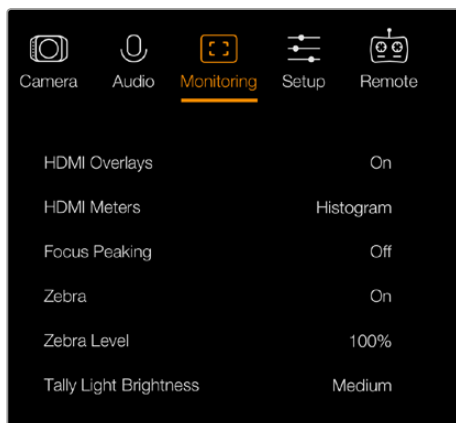 Camera Audio Monitoring Setup Remote
HDMI Overlays On
HDMI Meters Histogram
Focus Peaking Off
Zebra On
Zebra Level 100%
Tally Light Brightness Medium